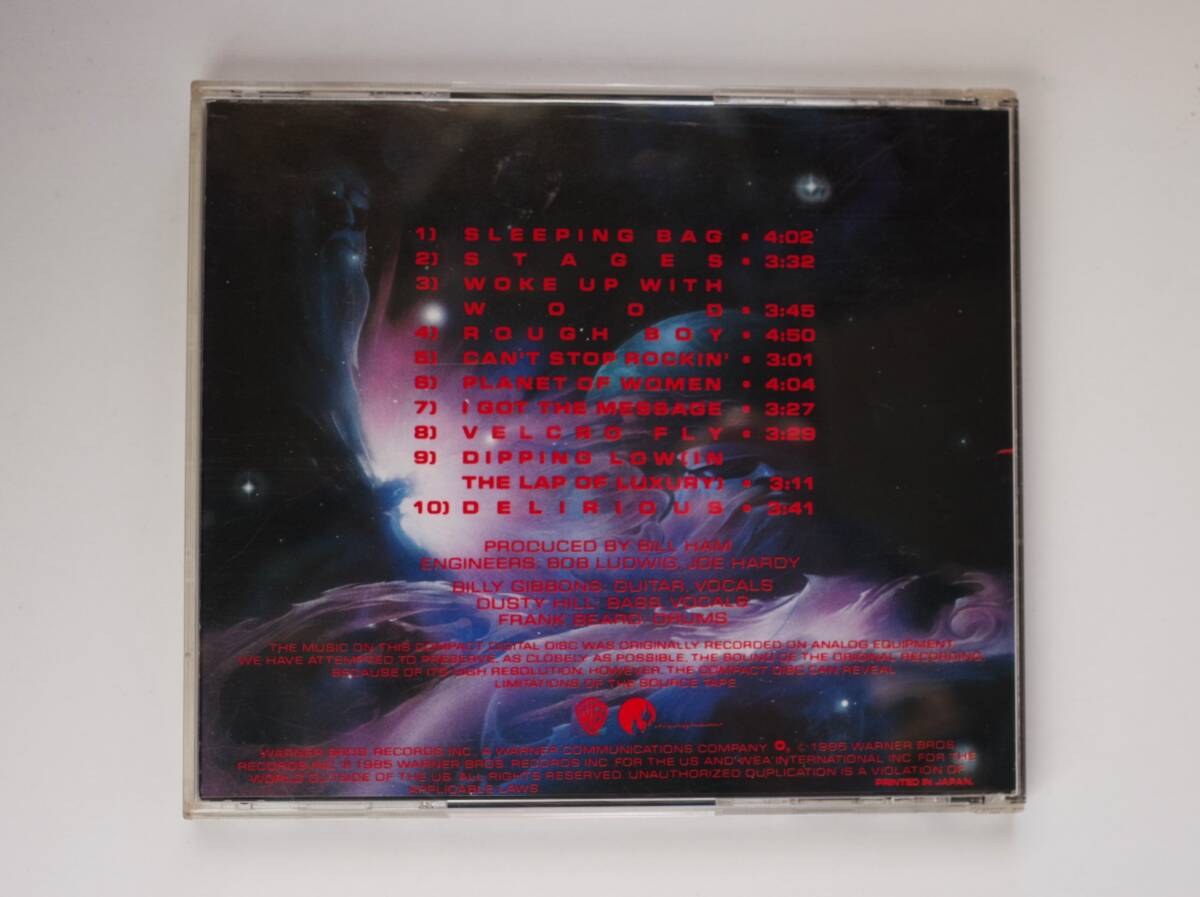 1) SLEEPING BAG ▪ 4:02
2) STAGES ▪ 3:32
3) WOKE UP WITH
WOOD ▪ 3:45
4) ROUGH BOY ▪ 4:50
5) CAN'T STOP ROCKIN' ▪ 3:01
6) PLANET OF WOMEN ▪ 4:04
7) I GOT THE MESSAGE ▪ 3:27
8) VELCRO FLY ▪ 3:29
9) DIPPING LOW (IN
THE LAP OF LUXURY) ▪ 3:11
10) DELIRIOUS ▪ 3:41
PRODUCED BY BILL HAM
ENGINEERS: BOB LUDWIG, JOE HARDY
BILLY GIBBONS: GUITAR, VOCALS
DUSTY HILL: BASS, VOCALS
FRANK BEARD: DRUMS
THE MUSIC ON THIS COMPACT DIGITAL DISC WAS ORIGINALLY RECORDED ON ANALOG EQUIPMENT.
WE HAVE ATTEMPTED TO PRESERVE, AS CLOSELY AS POSSIBLE, THE SOUND OF THE ORIGINAL RECORDING.
BECAUSE OF ITS HIGH RESOLUTION, HOWEVER, THE COMPACT DISC CAN REVEAL
LIMITATIONS OF THE SOURCE TAPE.
WB
WARNER BROS. RECORDS INC. A WARNER COMMUNICATIONS COMPANY ℗, © 1985 WARNER BROS.
RECORDS INC. ℗ 1985 WARNER BROS. RECORDS INC. FOR THE US AND WEA INTERNATIONAL INC. FOR THE
WORLD OUTSIDE OF THE US. ALL RIGHTS RESERVED. UNAUTHORIZED DUPLICATION IS A VIOLATION OF
APPLICABLE LAWS.
PRINTED IN JAPAN.